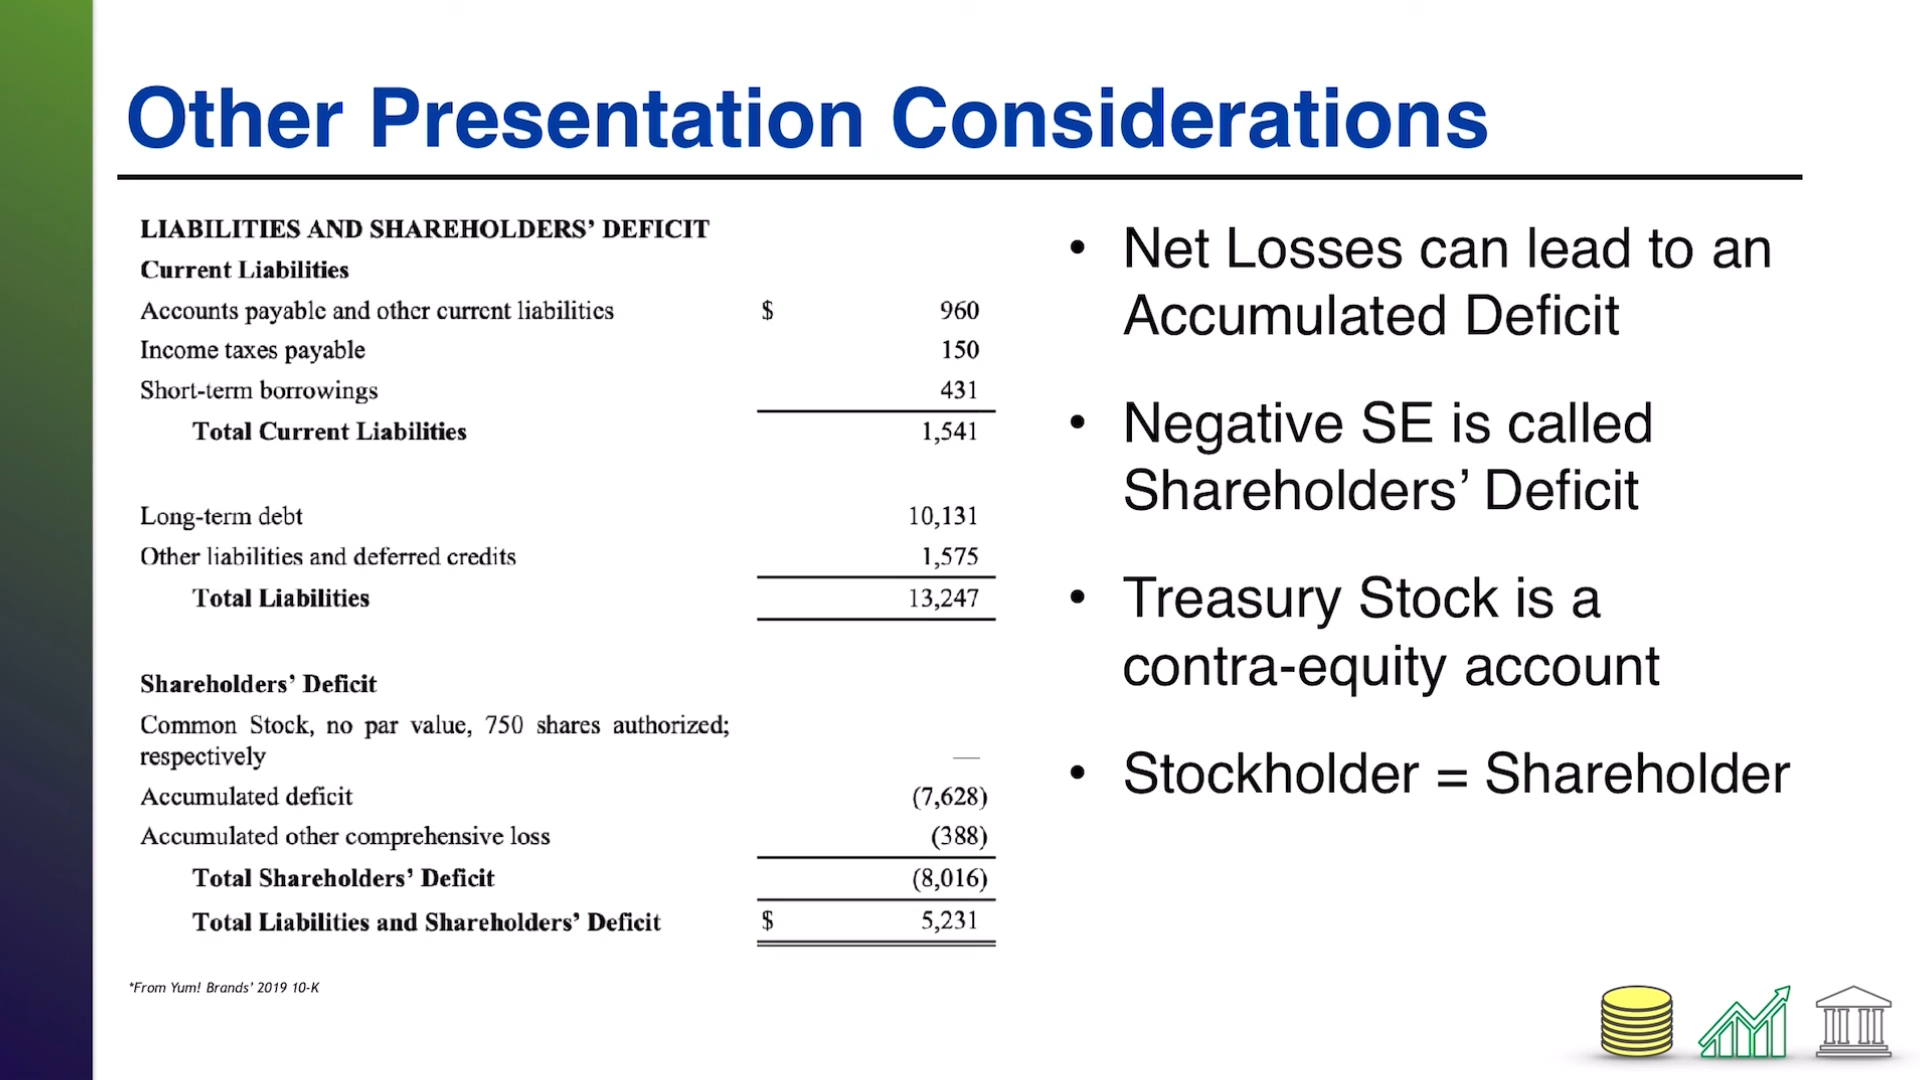 Other Presentation Considerations
LIABILITIES AND SHAREHOLDERS’ DEFICIT
Current Liabilities
Accounts payable and other current liabilities $ 960
Income taxes payable 150
Short-term borrowings 431
Total Current Liabilities 1,541
Long-term debt 10,131
Other liabilities and deferred credits 1,575
Total Liabilities 13,247
Shareholders’ Deficit
Common Stock, no par value, 750 shares authorized;
respectively —
Accumulated deficit (7,628)
Accumulated other comprehensive loss (388)
Total Shareholders’ Deficit (8,016)
Total Liabilities and Shareholders’ Deficit $ 5,231
*From Yum! Brands’ 2019 10-K
• Net Losses can lead to an
Accumulated Deficit
• Negative SE is called
Shareholders’ Deficit
• Treasury Stock is a
contra-equity account
• Stockholder = Shareholder